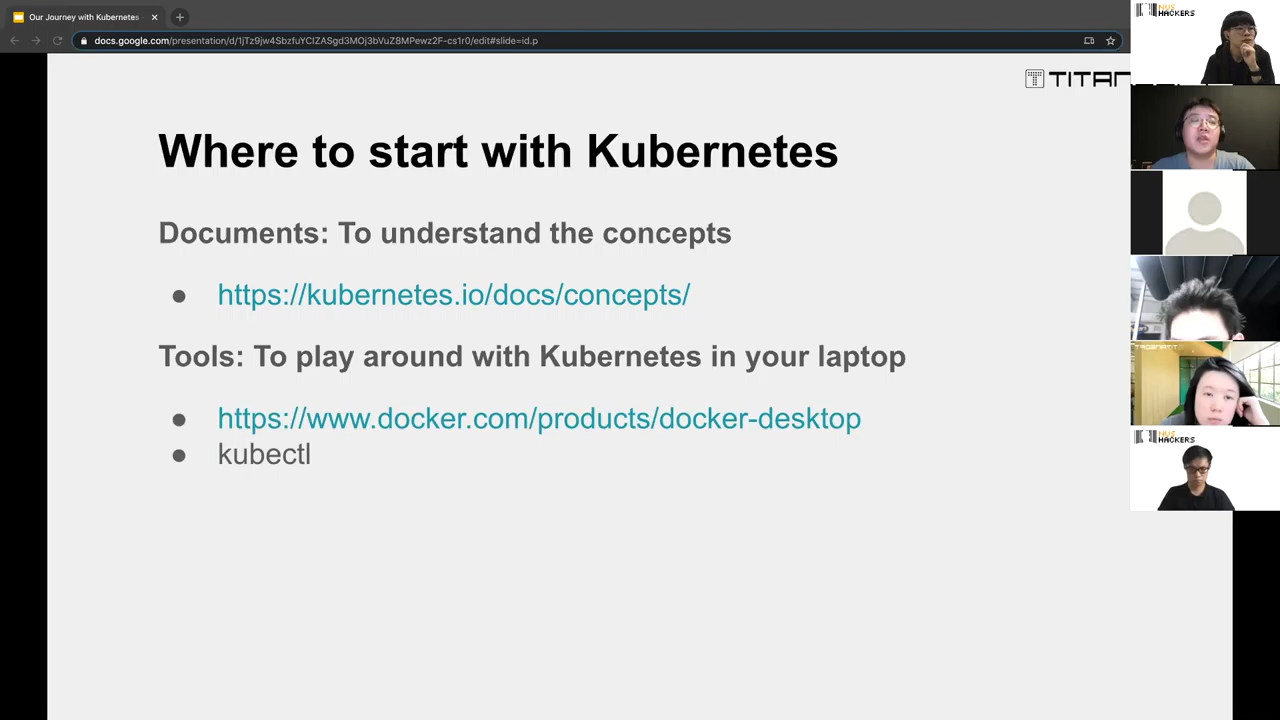 Our Journey with Kubernetes
docs.google.com/presentation/d/1jTz9jw4SbzfuYCIZASgd3MOj3bVuZ8MPewz2F-cs1r0/edit#slide=id.p
TITAN
Where to start with Kubernetes
Documents: To understand the concepts
● https://kubernetes.io/docs/concepts/
Tools: To play around with Kubernetes in your laptop
● https://www.docker.com/products/docker-desktop
● kubectl
NUS
HACKERS
NUS
HACKERS